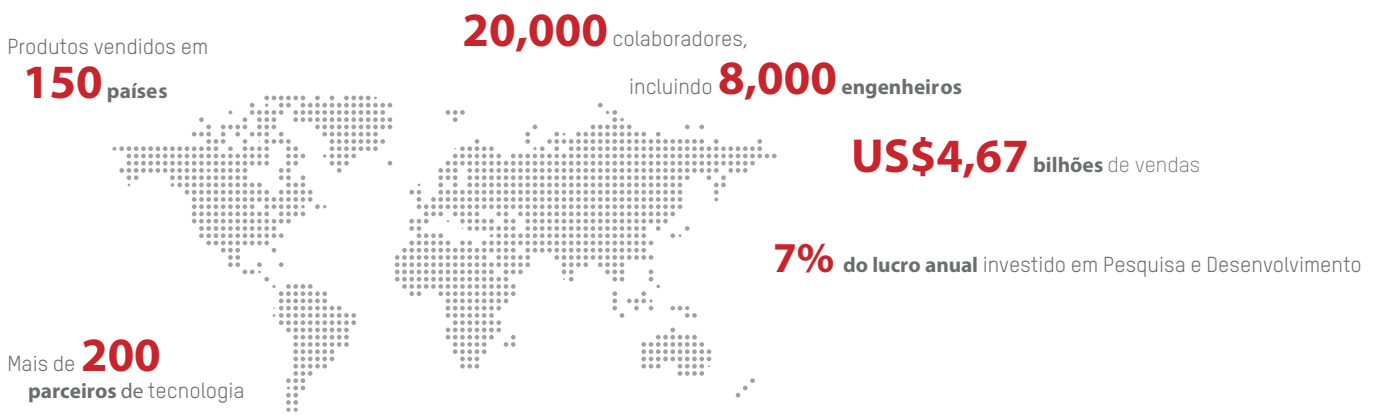 Produtos vendidos em
150 países
20,000 colaboradores,
incluindo 8,000 engenheiros
US$4,67 bilhões de vendas
7% do lucro anual investido em Pesquisa e Desenvolvimento
Mais de 200
parceiros de tecnologia